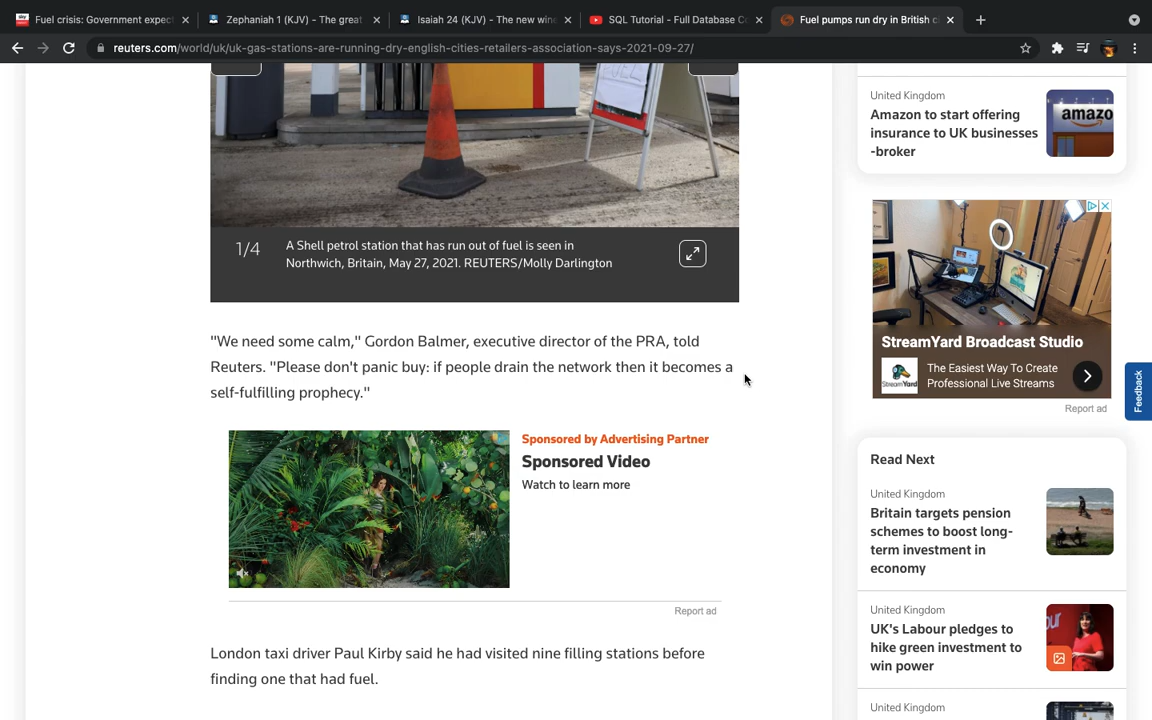 Fuel crisis: Government expec
Zephaniah 1 (KJV) - The great
Isaiah 24 (KJV) - The new wine
SQL Tutorial - Full Database Co
Fuel pumps run dry in British c
reuters.com/world/uk/uk-gas-stations-are-running-dry-english-cities-retailers-association-says-2021-09-27/
1/4
A Shell petrol station that has run out of fuel is seen in
Northwich, Britain, May 27, 2021. REUTERS/Molly Darlington
"We need some calm," Gordon Balmer, executive director of the PRA, told
Reuters. "Please don't panic buy: if people drain the network then it becomes a
self-fulfilling prophecy."
Sponsored by Advertising Partner
Sponsored Video
Watch to learn more
Report ad
London taxi driver Paul Kirby said he had visited nine filling stations before
finding one that had fuel.
United Kingdom
Amazon to start offering
insurance to UK businesses
-broker
amazo
StreamYard Broadcast Studio
StreamYard
The Easiest Way To Create
Professional Live Streams
Report ad
Feedback
Read Next
United Kingdom
Britain targets pension
schemes to boost long-
term investment in
economy
United Kingdom
UK's Labour pledges to
hike green investment to
win power
United Kingdom